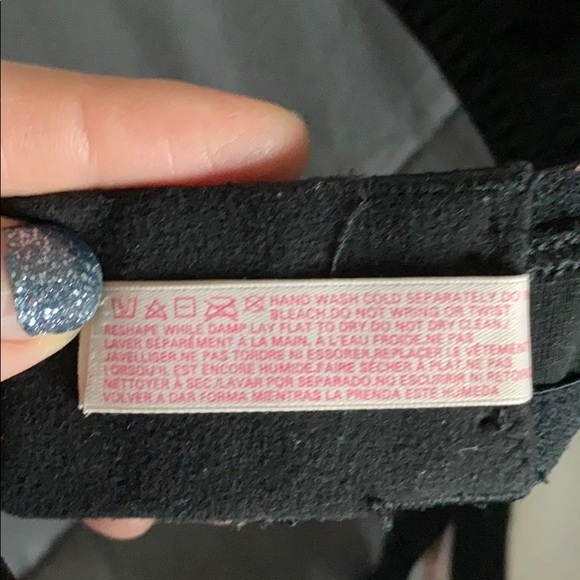 HAND WASH COLD SEPARATELY.DO
BLEACH.DO NOT WRING OR TWIST
RESHAPE WHILE DAMP LAY FLAT TO DRY DO NOT DRY CLEAN
LAVER SÉPARÉMENT À LA MAIN, À L'EAU FROIDE.NE PAS
JAVELLISER.NE PAS TORDRE NI ESSORER.REPLACER LE VÊTEMENT
LORSQU'IL EST ENCORE HUMIDE.FAIRE SÉCHER À PLAT.NE PAS
NETTOYER À SEC/LAVAR POR SEPARADO.NO ESCURRIR NI RETOR
VOLVER A DAR FORMA MIENTRAS LA PRENDA ESTE HUMEDA